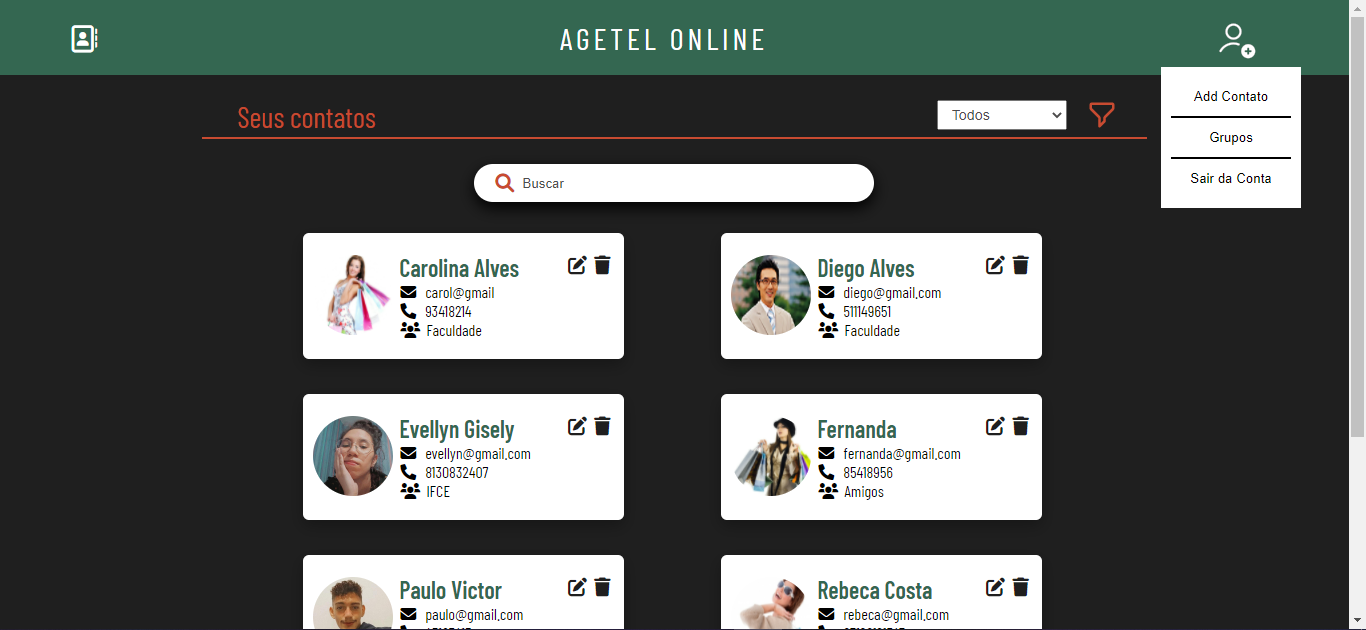 AGETEL ONLINE
Add Contato
Grupos
Sair da Conta
Seus contatos
Todos
Buscar
Carolina Alves
carol@gmail
93418214
Faculdade
Diego Alves
diego@gmail.com
511149651
Faculdade
Evellyn Gisely
evellyn@gmail.com
8130832407
IFCE
Fernanda
fernanda@gmail.com
85418956
Amigos
Paulo Victor
paulo@gmail.com
Rebeca Costa
rebeca@gmail.com